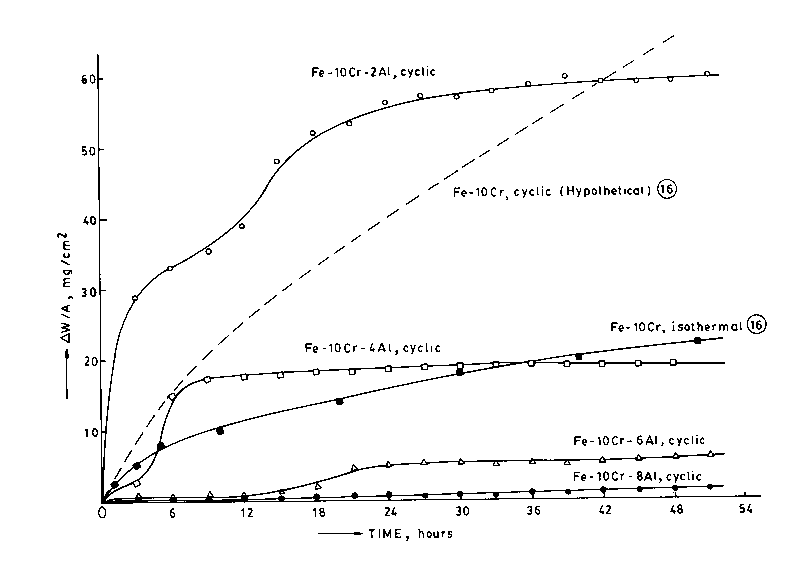 60
50
40
30
20
10
ΔW/A, mg/cm²
Fe-10Cr-2Al, cyclic
Fe-10Cr, cyclic (Hypothetical) 16
Fe-10Cr, isothermal 16
Fe-10Cr-4Al, cyclic
Fe-10Cr-6Al, cyclic
Fe-10Cr-8Al, cyclic
0 6 12 18 24 30 36 42 48 54
TIME, hours